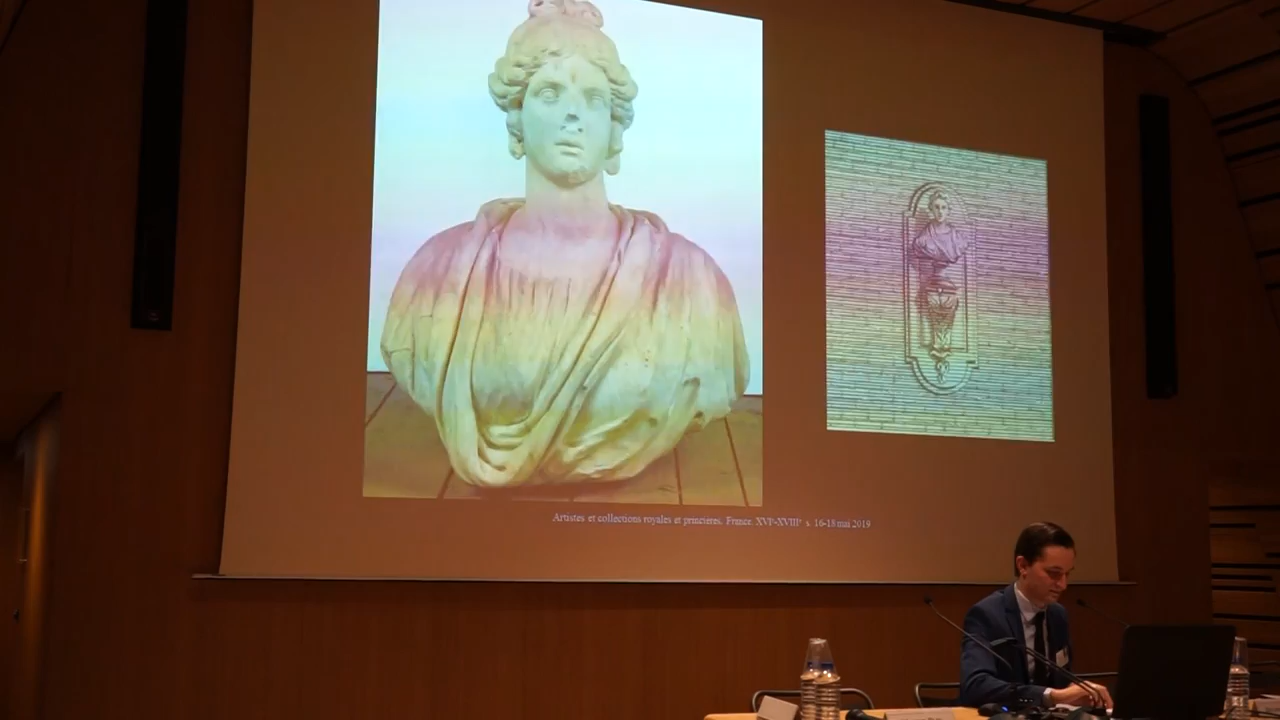 Artistes et collections royales et princières. France. XVIᵉ-XVIIIᵉ s. 16-18 mai 2019